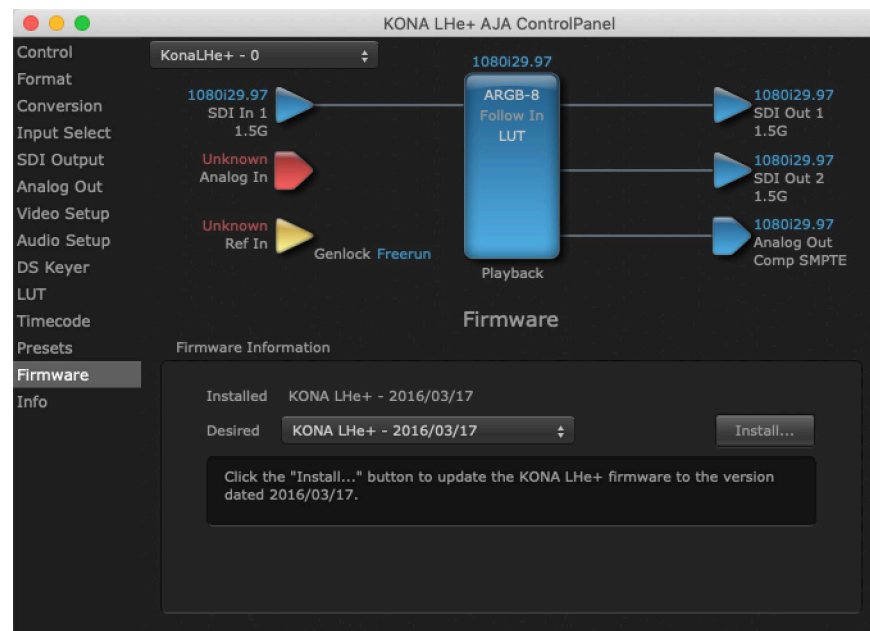 KONA LHe+ AJA ControlPanel
Control
Format
Conversion
Input Select
SDI Output
Analog Out
Video Setup
Audio Setup
DS Keyer
LUT
Timecode
Presets
Firmware
Info
KonaLHe+ - 0
1080i29.97
SDI In 1
1.5G
Unknown
Analog In
Unknown
Ref In
Genlock Freerun
1080i29.97
ARGB-8
Follow In
LUT
Playback
1080i29.97
SDI Out 1
1.5G
1080i29.97
SDI Out 2
1.5G
1080i29.97
Analog Out
Comp SMPTE
Firmware
Firmware Information
Installed KONA LHe+ - 2016/03/17
Desired KONA LHe+ - 2016/03/17
Install...
Click the "Install..." button to update the KONA LHe+ firmware to the version
dated 2016/03/17.